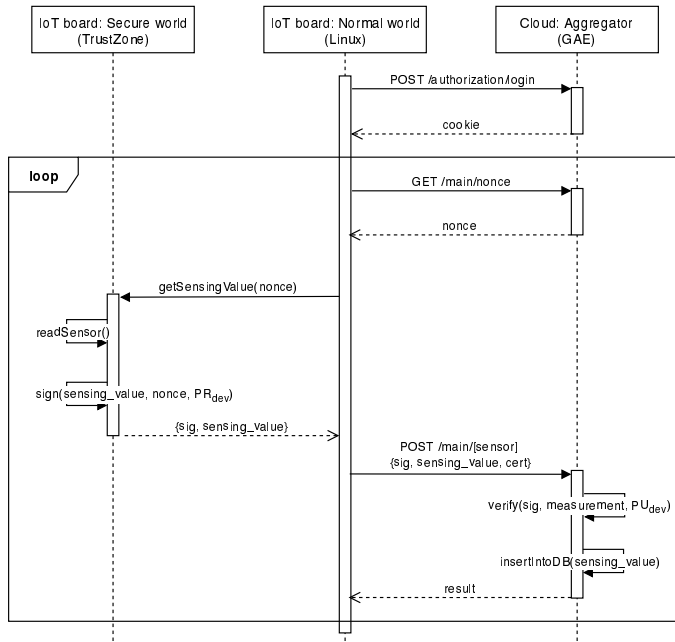 IoT board: Secure world
(TrustZone)
IoT board: Normal world
(Linux)
Cloud: Aggregator
(GAE)
POST /authorization/login
cookie
loop
GET /main/nonce
nonce
getSensingValue(nonce)
readSensor()
sign(sensing_value, nonce, PRdev)
{sig, sensing_value}
POST /main/[sensor]
{sig, sensing_value, cert}
verify(sig, measurement, PUdev)
insertIntoDB(sensing_value)
result